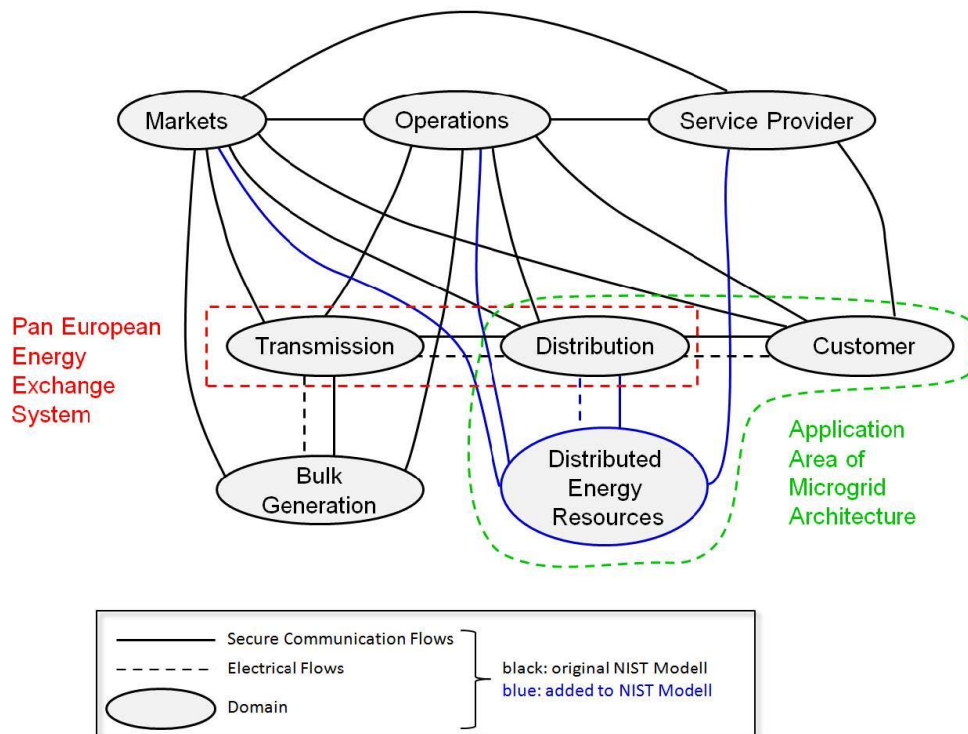 Markets
Operations
Service Provider
Pan European
Energy
Exchange
System
Transmission
Distribution
Customer
Bulk
Generation
Distributed
Energy
Resources
Application
Area of
Microgrid
Architecture
Secure Communication Flows
Electrical Flows
Domain
black: original NIST Modell
blue: added to NIST Modell